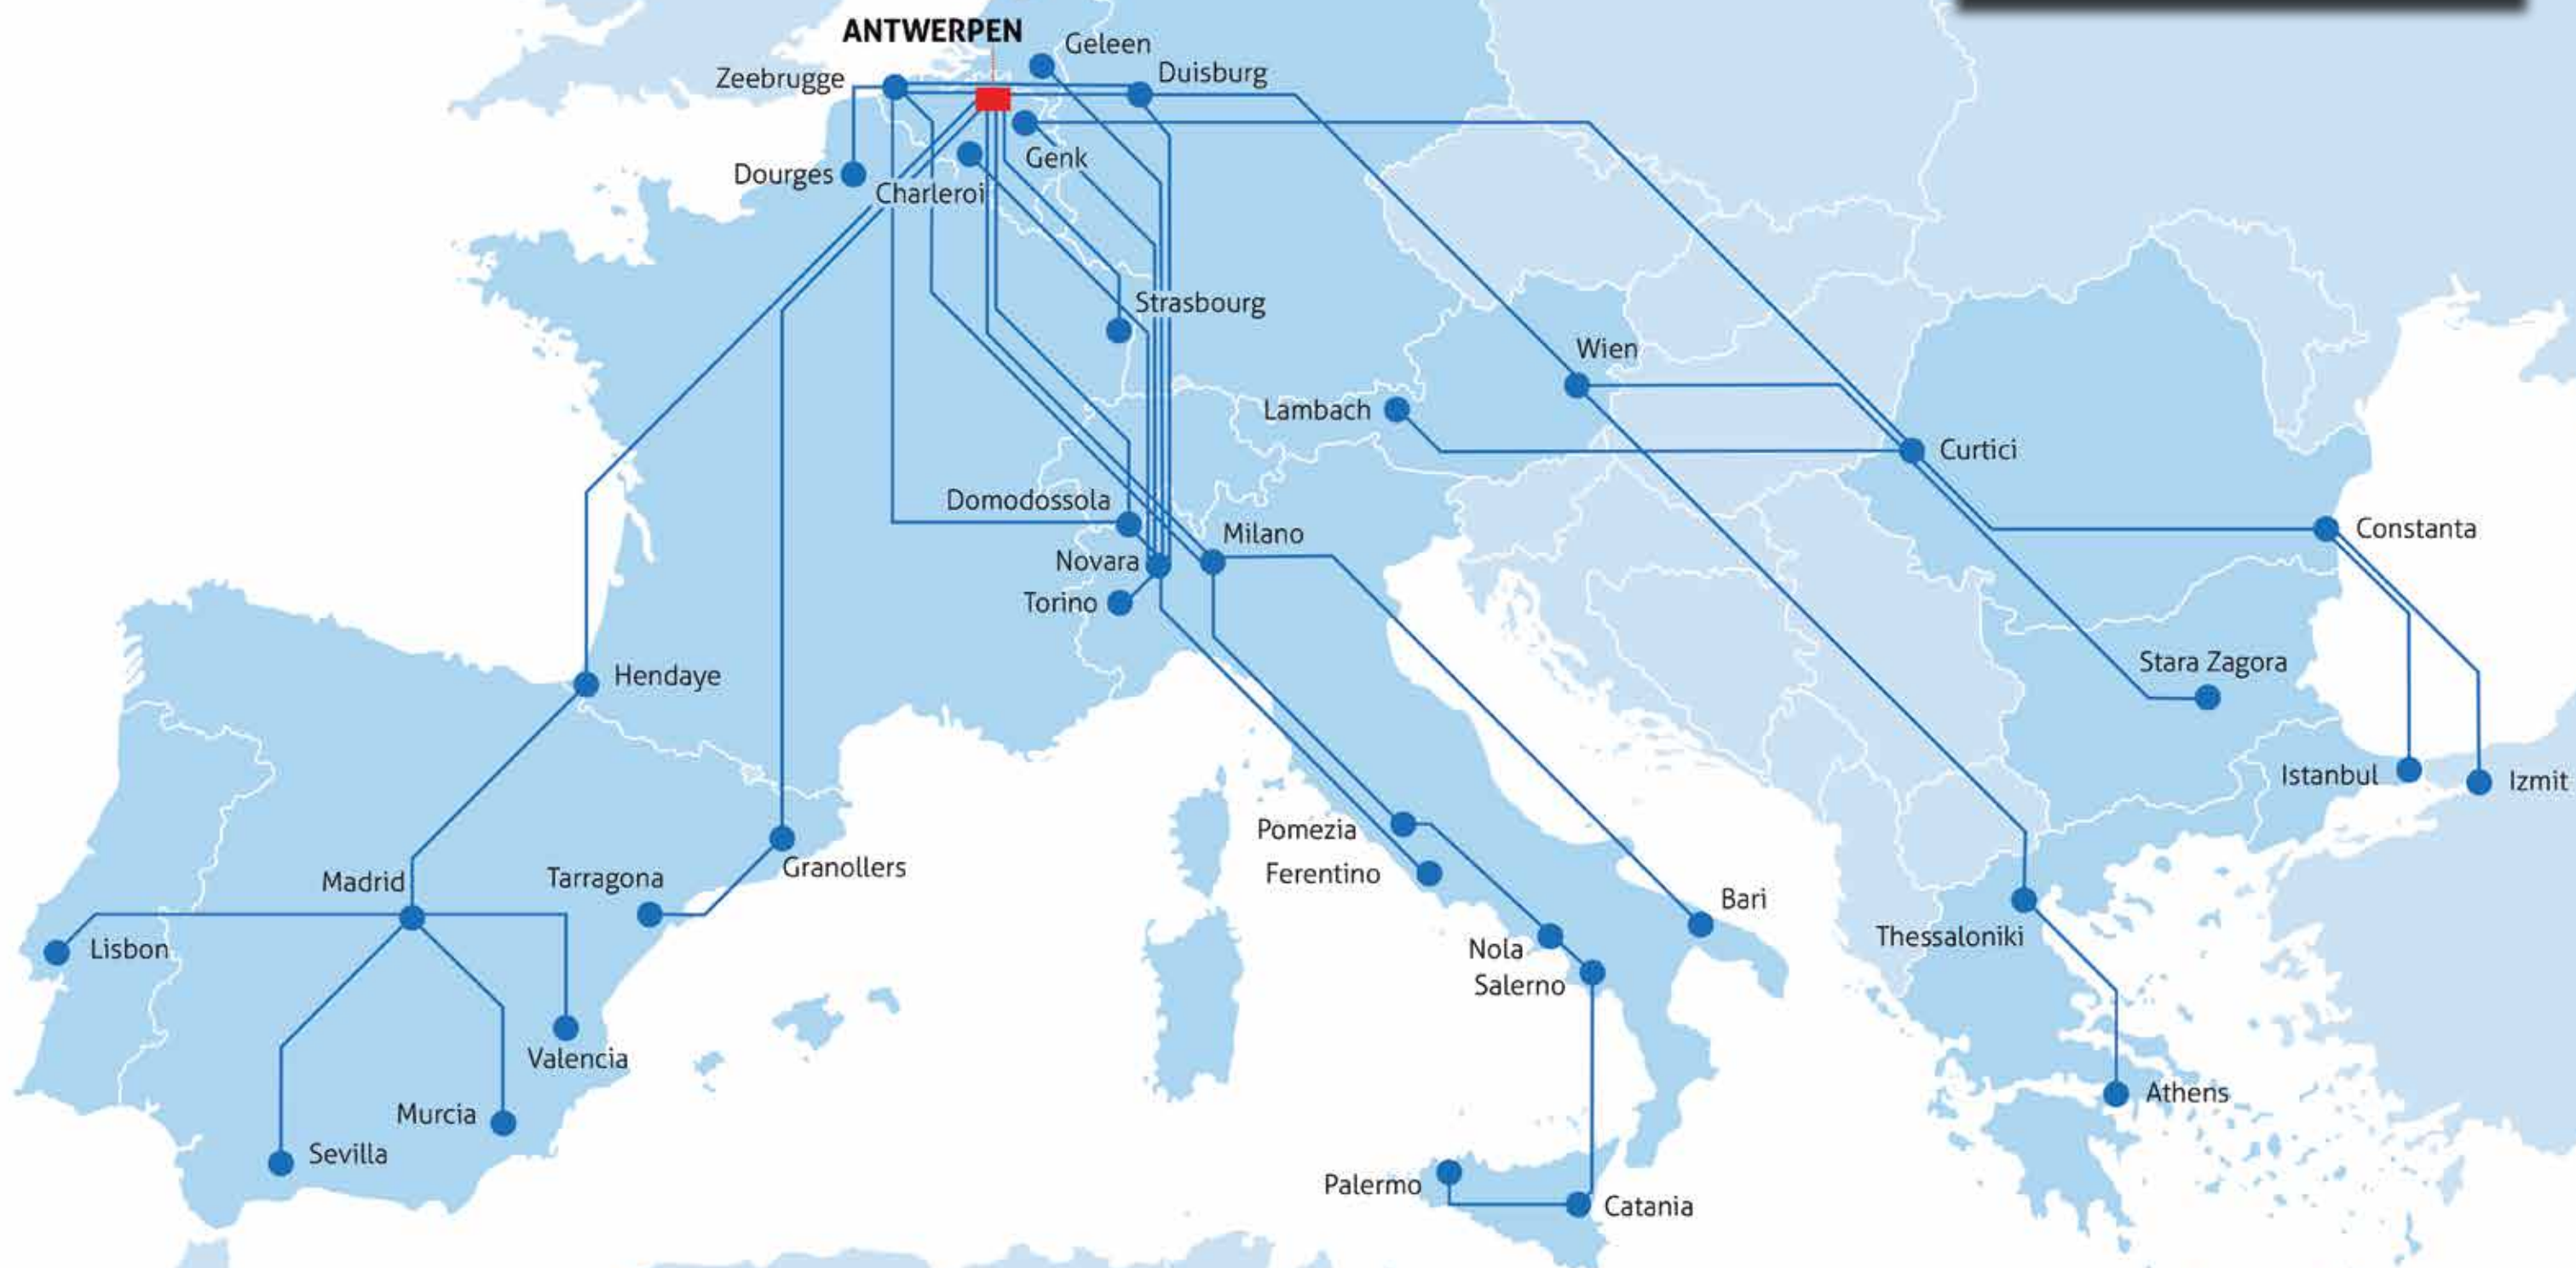 ANTWERPEN
Geleen
Zeebrugge
Duisburg
Genk
Dourges
Charleroi
Strasbourg
Wien
Lambach
Curtici
Domodossola
Milano
Constanta
Novara
Torino
Stara Zagora
Hendaye
Istanbul
Izmit
Pomezia
Granollers
Ferentino
Madrid
Tarragona
Bari
Thessaloniki
Lisbon
Nola
Salerno
Valencia
Athens
Murcia
Sevilla
Palermo
Catania